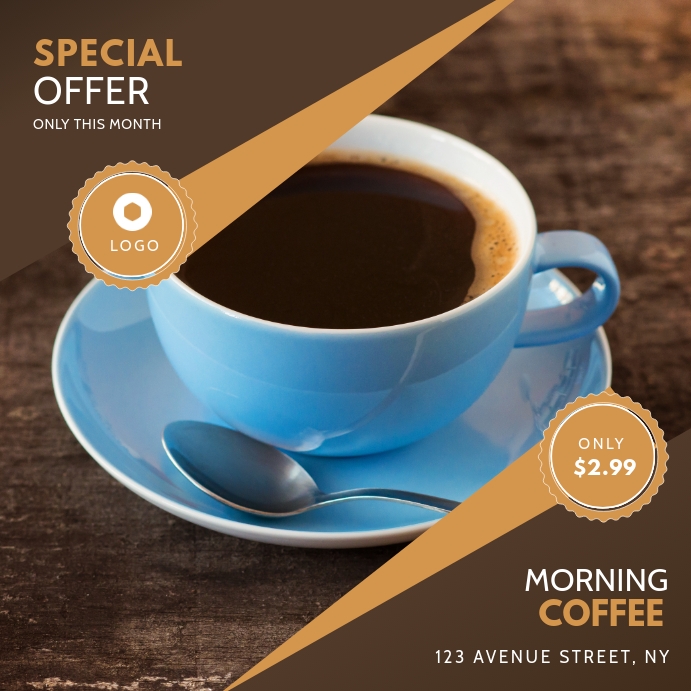 SPECIAL
OFFER
ONLY THIS MONTH
LOGO
ONLY
$2.99
MORNING
COFFEE
123 AVENUE STREET, NY